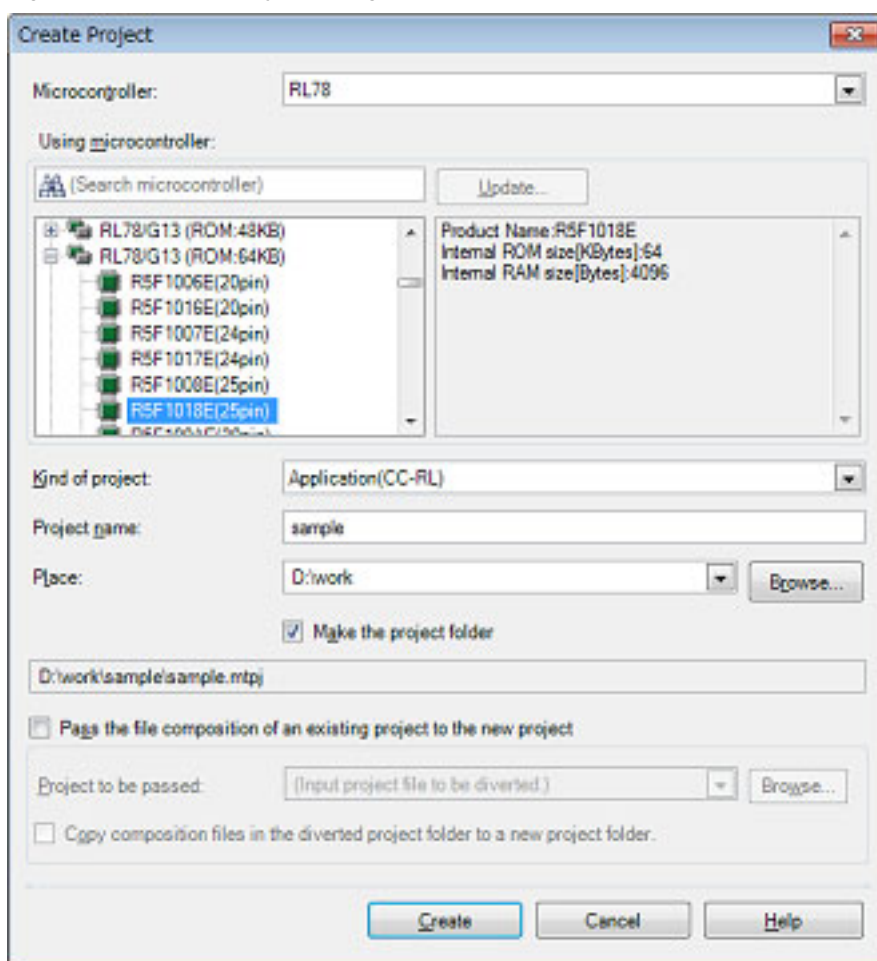 Create Project
Microcontroller: RL78
Using microcontroller:
(Search microcontroller) Update...
RL78/G13 (ROM:48KB)
RL78/G13 (ROM:64KB)
R5F1006E(20pin)
R5F1016E(20pin)
R5F1007E(24pin)
R5F1017E(24pin)
R5F1008E(25pin)
R5F1018E(25pin)
Product Name:R5F1018E
Internal ROM size[KBytes]:64
Internal RAM size[Bytes]:4096
Kind of project: Application(CC-RL)
Project name: sample
Place: D:\work Browse...
Make the project folder
D:\work\sample\sample.mtpj
Pass the file composition of an existing project to the new project
Project to be passed: (Input project file to be diverted.) Browse...
Copy composition files in the diverted project folder to a new project folder.
Create Cancel Help